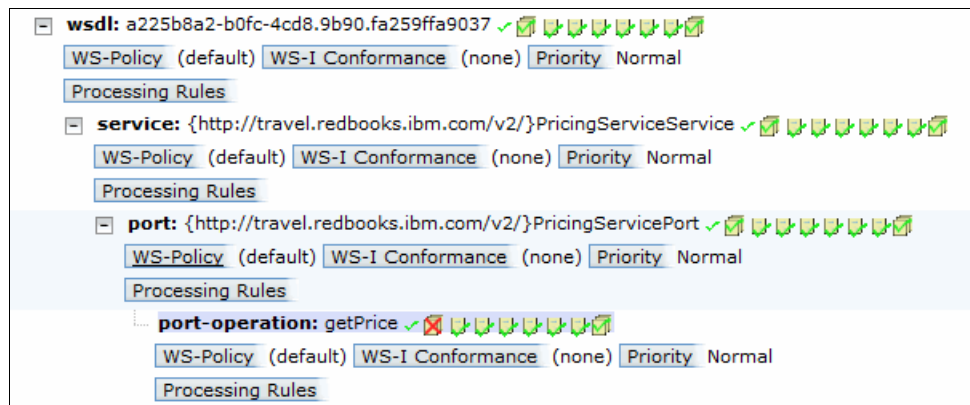 wsdl: a225b8a2-b0fc-4cd8.9b90.fa259ffa9037
WS-Policy (default) WS-I Conformance (none) Priority Normal
Processing Rules
service: {http://travel.redbooks.ibm.com/v2/}PricingServiceService
WS-Policy (default) WS-I Conformance (none) Priority Normal
Processing Rules
port: {http://travel.redbooks.ibm.com/v2/}PricingServicePort
WS-Policy (default) WS-I Conformance (none) Priority Normal
Processing Rules
port-operation: getPrice
WS-Policy (default) WS-I Conformance (none) Priority Normal
Processing Rules